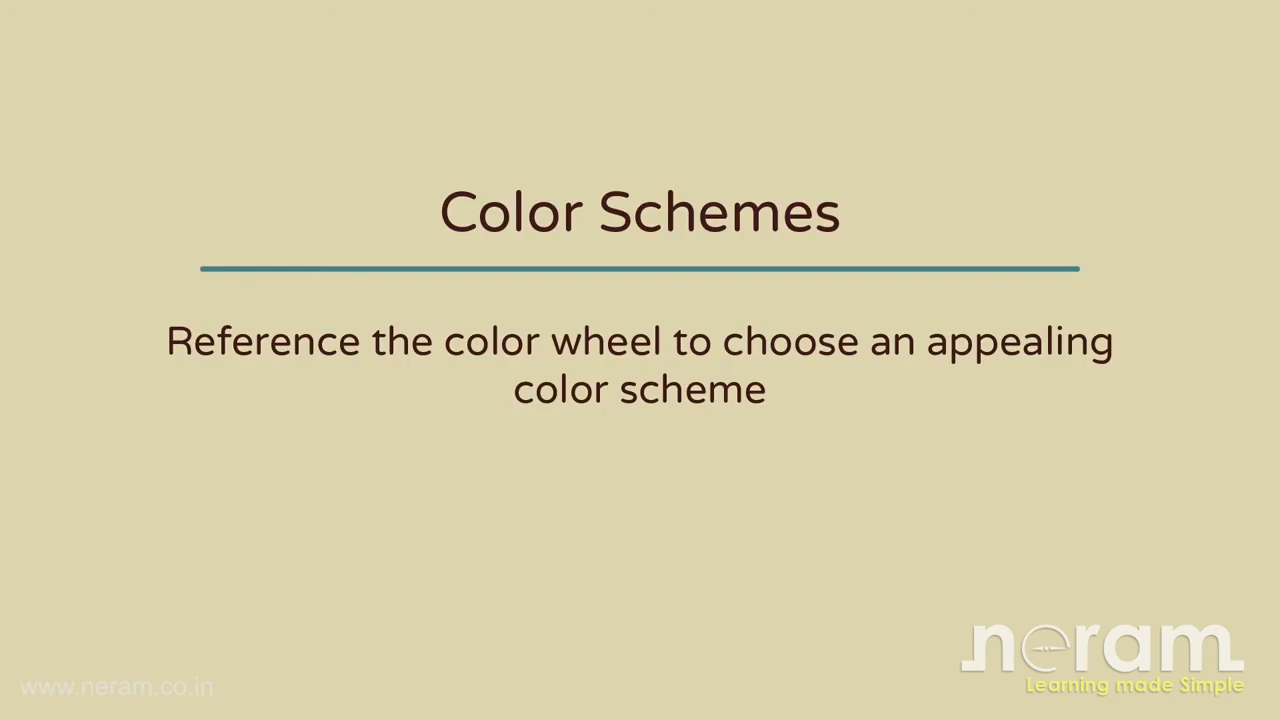 Color Schemes
Reference the color wheel to choose an appealing
color scheme
neram
Learning made Simple
www.neram.co.in